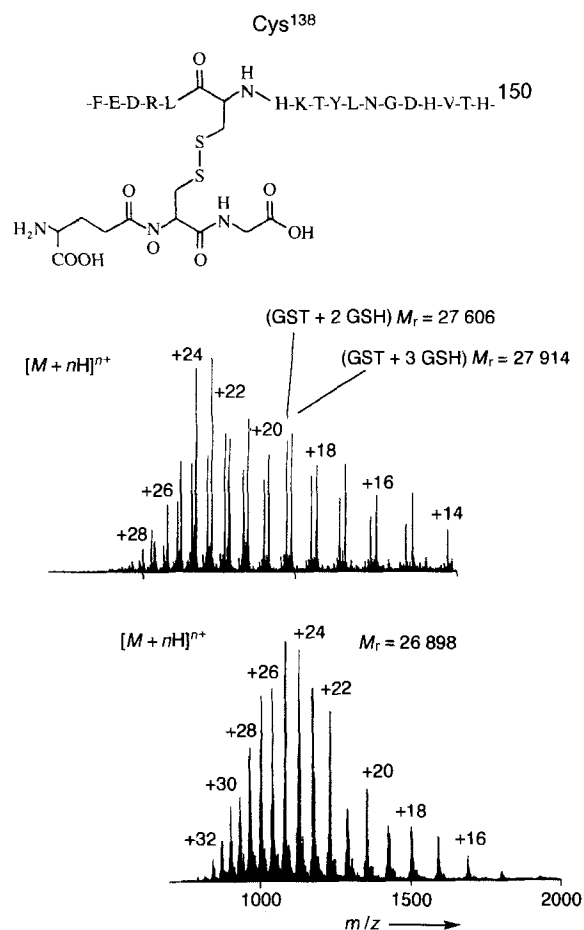 Cys138
O
H
N
-F-E-D-R-L
H-K-T-Y-L-N-G-D-H-V-T-H-
150
S
S
O
O
H
H2N
N
N
OH
COOH
O
O
O
(GST + 2 GSH) Mr = 27 606
[M + nH]n+
+24
(GST + 3 GSH) Mr = 27 914
+22
+20
+18
+26
+16
+28
+14
[M + nH]n+
+24
Mr = 26 898
+26
+22
+28
+30
+20
+32
+18
+16
1000
1500
2000
m/z